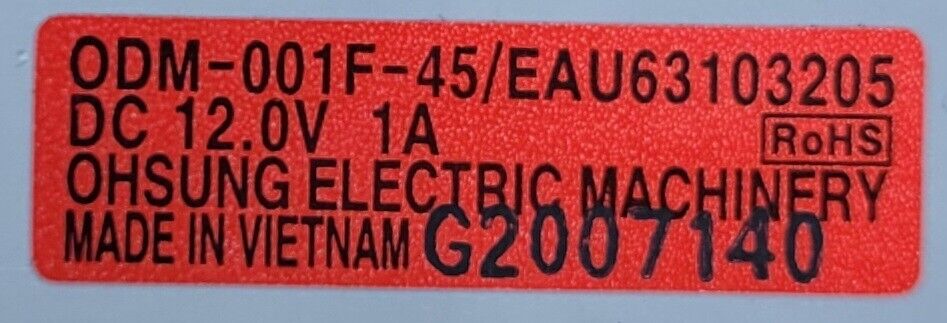 ODM-001F-45/EAU63103205
DC 12.0V 1A RoHS
OHSUNG ELECTRIC MACHINERY
MADE IN VIETNAM G2007140